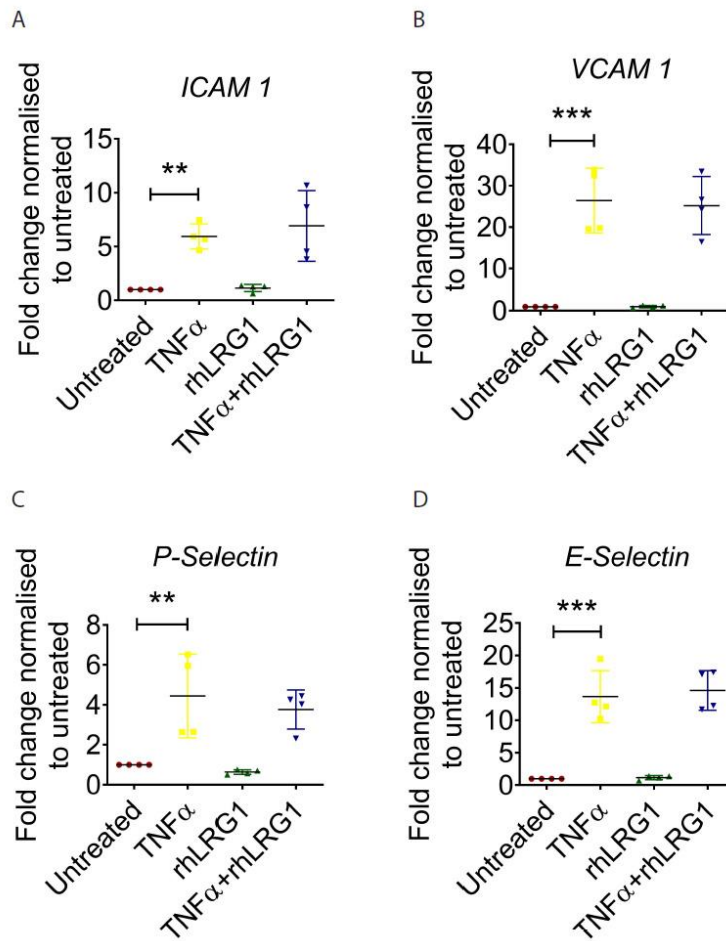 A
ICAM 1
Fold change normalised
to untreated
15
10
5
0
**
Untreated
TNFα
rhLRG1
TNFα+rhLRG1
B
VCAM 1
Fold change normalised
to untreated
40
30
20
10
0
***
Untreated
TNFα
rhLRG1
TNFα+rhLRG1
C
P-Selectin
Fold change normalised
to untreated
8
6
4
2
0
**
Untreated
TNFα
rhLRG1
TNFα+rhLRG1
D
E-Selectin
Fold change normalised
to untreated
25
20
15
10
5
0
***
Untreated
TNFα
rhLRG1
TNFα+rhLRG1